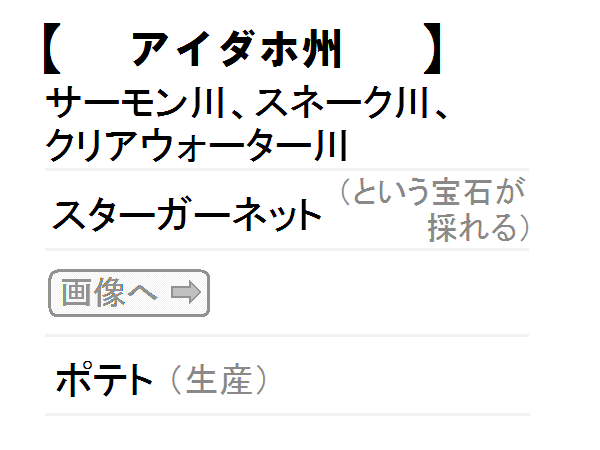 【 アイダホ州 】
サーモン川、スネーク川、
クリアウォーター川
スターガーネット （という宝石が
採れる）
画像へ ⇨
ポテト（生産）